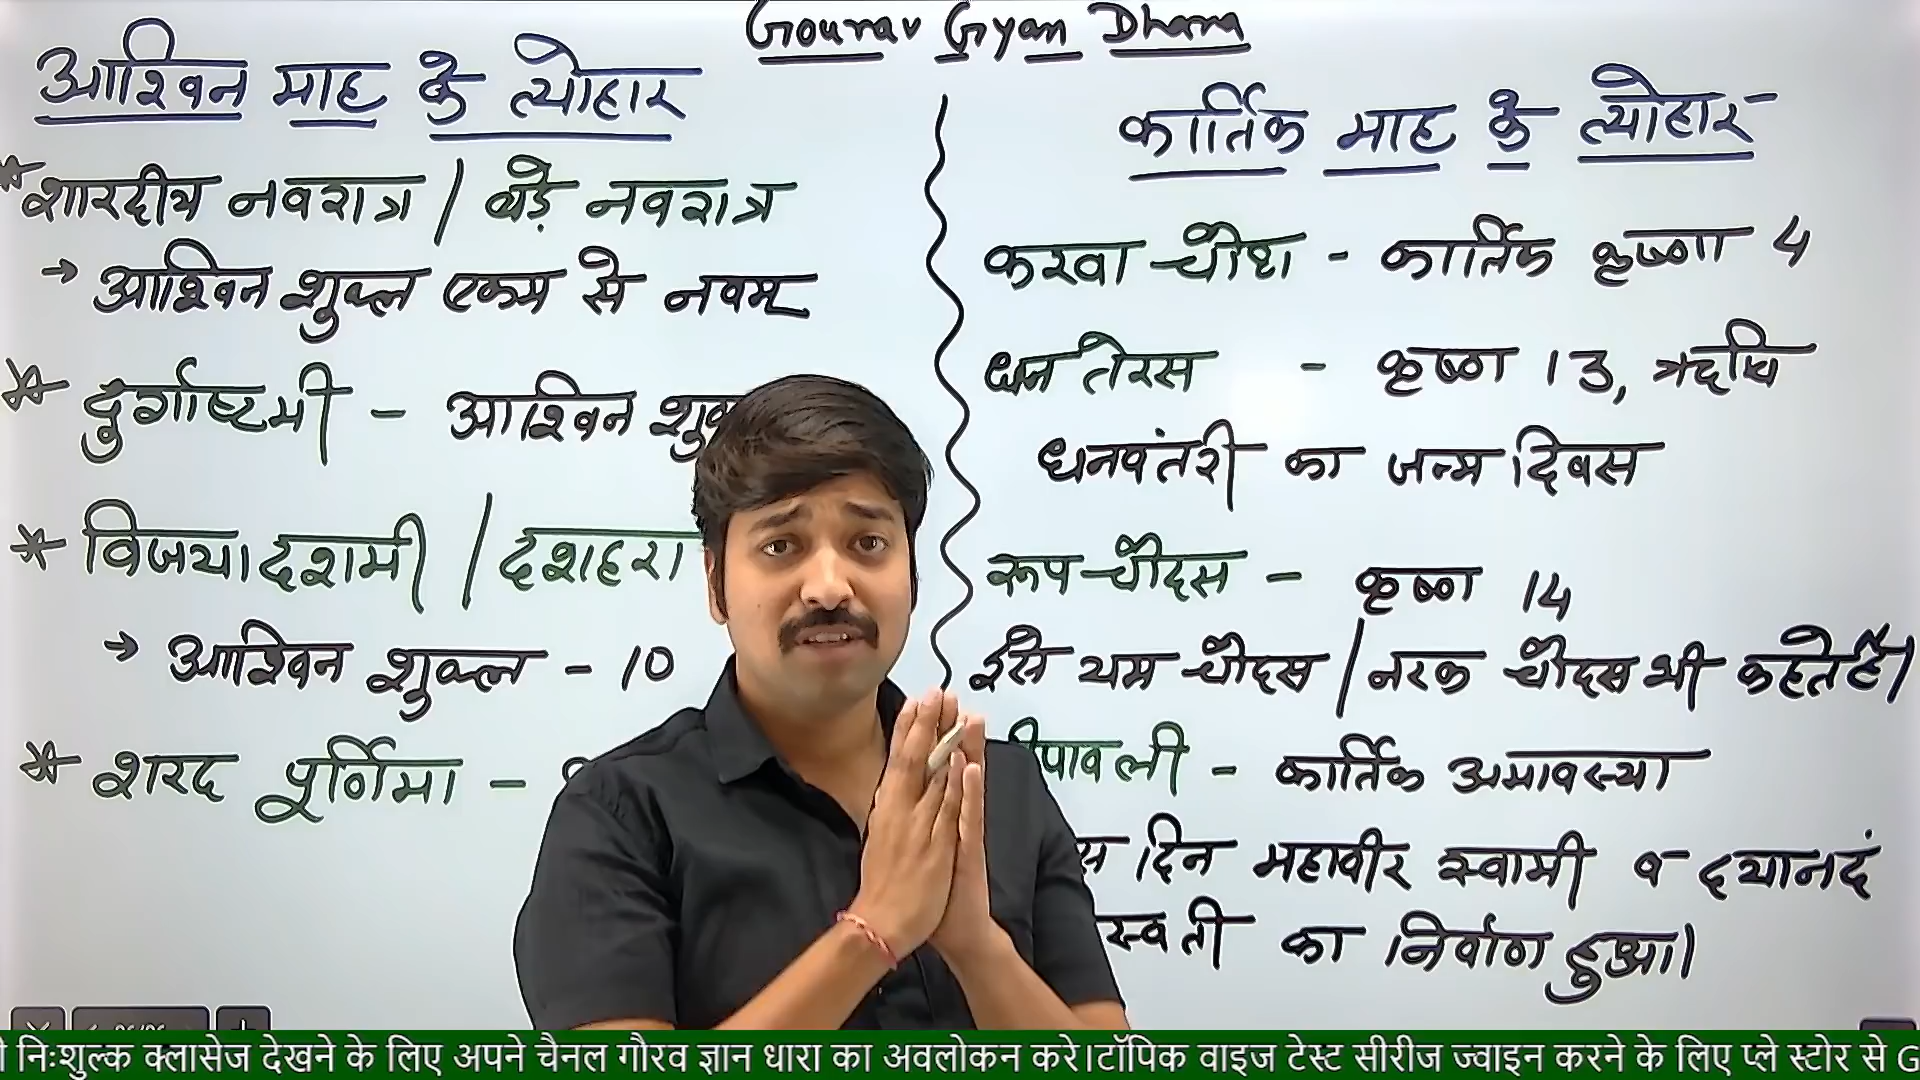 Gourav Gyan Dhara
आश्विन माह के त्योहार
* शारदीय नवरात्र / बड़े नवरात्र
→ आश्विन शुक्ल एकम से नवम
* दुर्गाष्टमी - आश्विन
* विजयादशमी / दशहरा
→ आश्विन शुक्ल - 10
* शरद पूर्णिमा -
कार्तिक माह के त्योहार
करवा चौथ - कार्तिक कृष्णा 4
धनतेरस - कृष्णा 13, ऋषि
धनवंतरी का जन्म दिवस
रूप चौदस - कृष्णा 14
इसे यम चौदस / नरक चौदस भी कहते हैं।
पावली - कार्तिक अमावस्या
स दिन महावीर स्वामी व दयानदं
स्वती का निर्वाण हुआ।
निःशुल्क क्लासेज देखने के लिए अपने चैनल गौरव ज्ञान धारा का अवलोकन करे।टॉपिक वाइज टेस्ट सीरीज ज्वाइन करने के लिए प्ले स्टोर से G